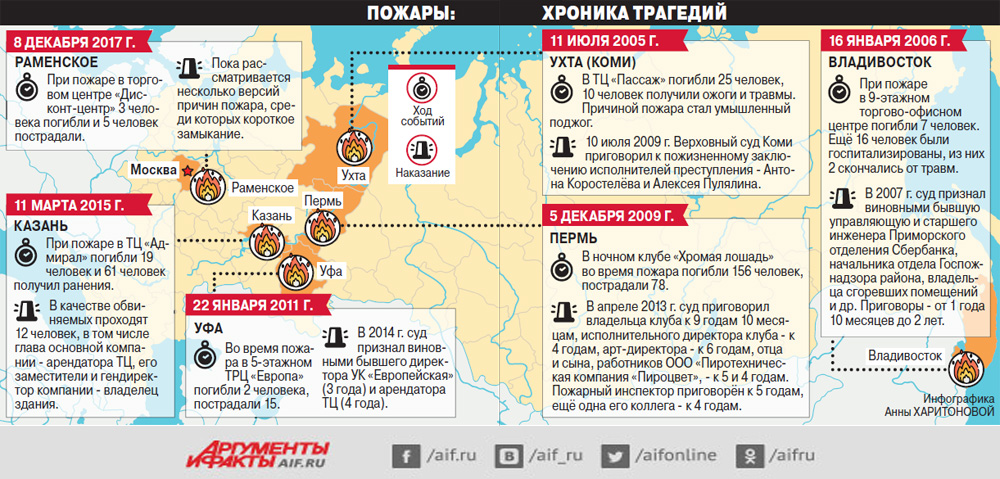 ПОЖАРЫ: ХРОНИКА ТРАГЕДИЙ
8 ДЕКАБРЯ 2017 Г.
РАМЕНСКОЕ
При пожаре в торго-
вом центре «Дис-
конт-центр» 3 чело-
века погибли и 5 человек
пострадали.
Пока рас-
сматривается
несколько версий
причин пожара, сре-
ди которых короткое
замыкание.
Ход
событий
Наказание
Москва
Раменское
Ухта
Казань
Пермь
Уфа
11 МАРТА 2015 Г.
КАЗАНЬ
При пожаре в ТЦ «Ад-
мирал» погибли 19
человек и 61 человек
получил ранения.
В качестве обви-
няемых проходят
12 человек, в том числе
глава основной компа-
нии - арендатора ТЦ, его
заместители и гендирек-
тор компании - владелец
здания.
22 ЯНВАРЯ 2011 Г.
УФА
Во время пожа-
ра в 5-этажном
ТРЦ «Европа»
погибли 2 человека,
пострадали 15.
В 2014 г. суд
признал винов-
ными бывшего дирек-
тора УК «Европейская»
(3 года) и арендатора
ТЦ (4 года).
11 ИЮЛЯ 2005 Г.
УХТА (КОМИ)
В ТЦ «Пассаж» погибли 25 человек,
10 человек получили ожоги и травмы.
Причиной пожара стал умышленный
поджог.
10 июля 2009 г. Верховный суд Коми
приговорил к пожизненному заклю-
чению исполнителей преступления - Анто-
на Коростелёва и Алексея Пулялина.
5 ДЕКАБРЯ 2009 Г.
ПЕРМЬ
В ночном клубе «Хромая лошадь»
во время пожара погибли 156 человек,
пострадали 78.
В апреле 2013 г. суд приговорил
владельца клуба к 9 годам 10 меся-
цам, исполнительного директора клуба - к
4 годам, арт-директора - к 6 годам, отца
и сына, работников ООО «Пиротехничес-
кая компания «Пироцвет», - к 5 и 4 годам.
Пожарный инспектор приговорён к 5 годам,
ещё одна его коллега - к 4 годам.
16 ЯНВАРЯ 2006 Г.
ВЛАДИВОСТОК
При пожаре
в 9-этажном
торгово-офисном
центре погибли 7 человек.
Ещё 16 человек были
госпитализированы, из них
2 скончались от травм.
В 2007 г. суд признал
виновными бывшую
управляющую и старшего
инженера Приморского
отделения Сбербанка,
начальника отдела Госпож-
надзора района, владель-
ца сгоревших помещений
и др. Приговоры - от 1 года
10 месяцев до 2 лет.
Владивосток
Инфографика
Анны ХАРИТОНОВОЙ
АРГУМЕНТЫ
И ФАКТЫ AIF.RU
/aif.ru
/aif_ru
/aifonline
/aifru